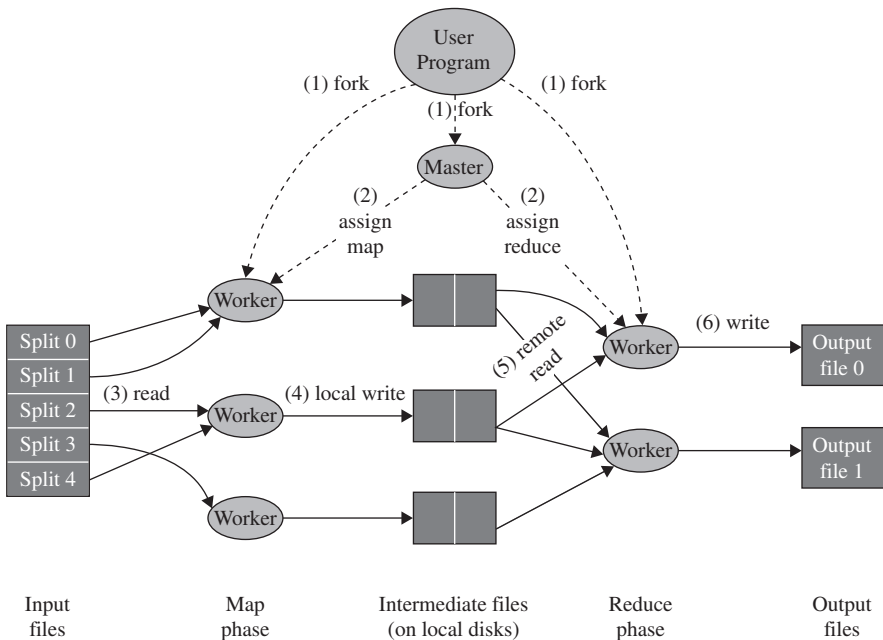 User
Program
(1) fork
(1) fork
(1) fork
Master
(2)
assign
map
(2)
assign
reduce
Worker
Split 0
Split 1
Split 2
Split 3
Split 4
(3) read
Worker
(4) local write
Worker
(5) remote
read
Worker
(6) write
Worker
Output
file 0
Output
file 1
Input
files
Map
phase
Intermediate files
(on local disks)
Reduce
phase
Output
files